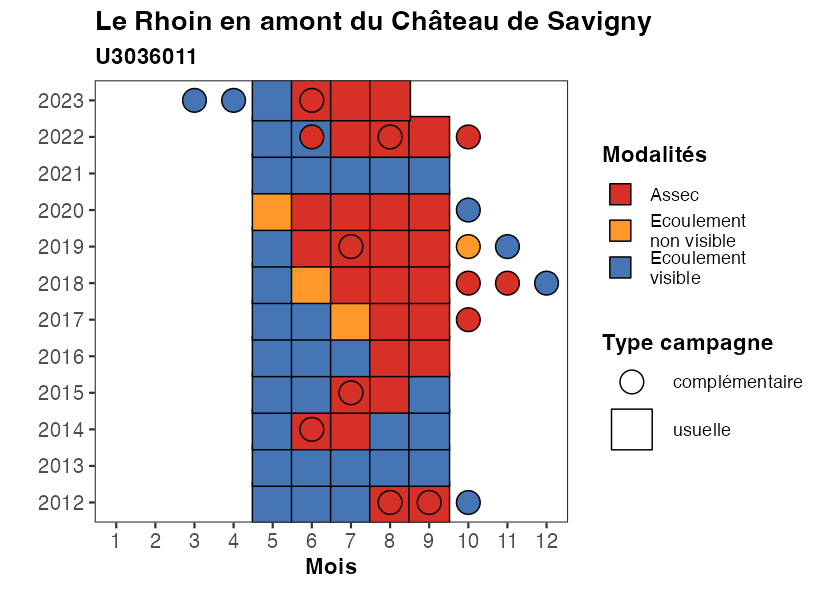 Le Rhoin en amont du Château de Savigny
U3036011
2023
2022
2021
2020
2019
2018
2017
2016
2015
2014
2013
2012
1 2 3 4 5 6 7 8 9 10 11 12
Mois
Modalités
Assec
Ecoulement
non visible
Ecoulement
visible
Type campagne
complémentaire
usuelle